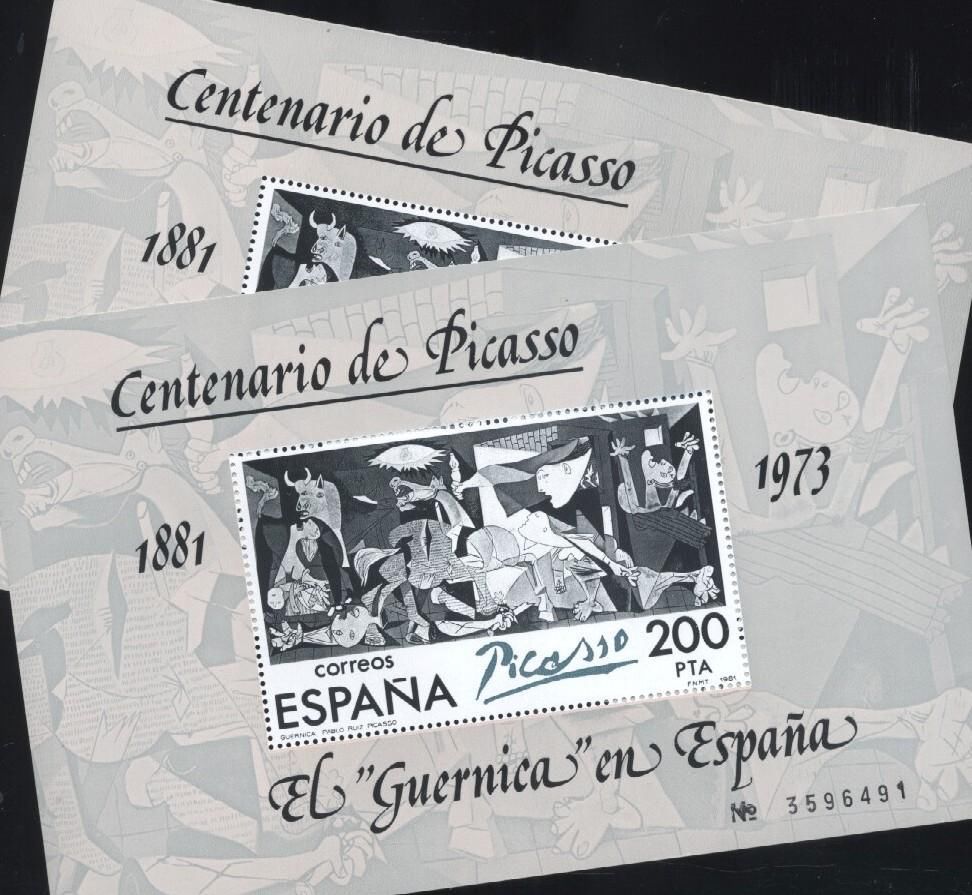 Centenario de Picasso
1881
Centenario de Picasso
1881
1973
correos
ESPAÑA
Picasso
200
PTA
GUERNICA PABLO RUIZ PICASSO
F.N.M.T. 1981
El "Guernica" en España
Nº 3596491